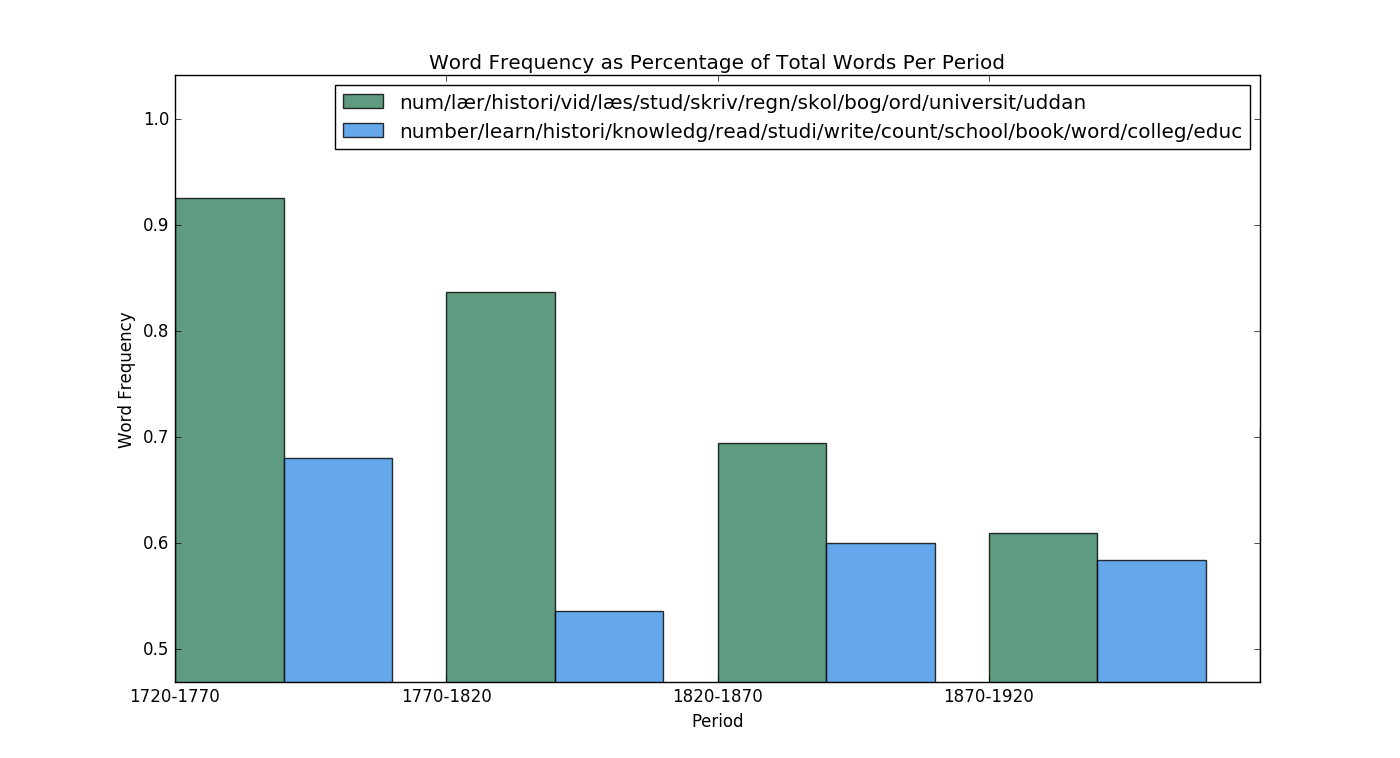 Word Frequency as Percentage of Total Words Per Period
num/lær/histori/vid/læs/stud/skriv/regn/skol/bog/ord/universit/uddan
number/learn/histori/knowledg/read/studi/write/count/school/book/word/colleg/educ
1.0
0.9
0.8
0.7
0.6
0.5
Word Frequency
1720-1770 1770-1820 1820-1870 1870-1920
Period